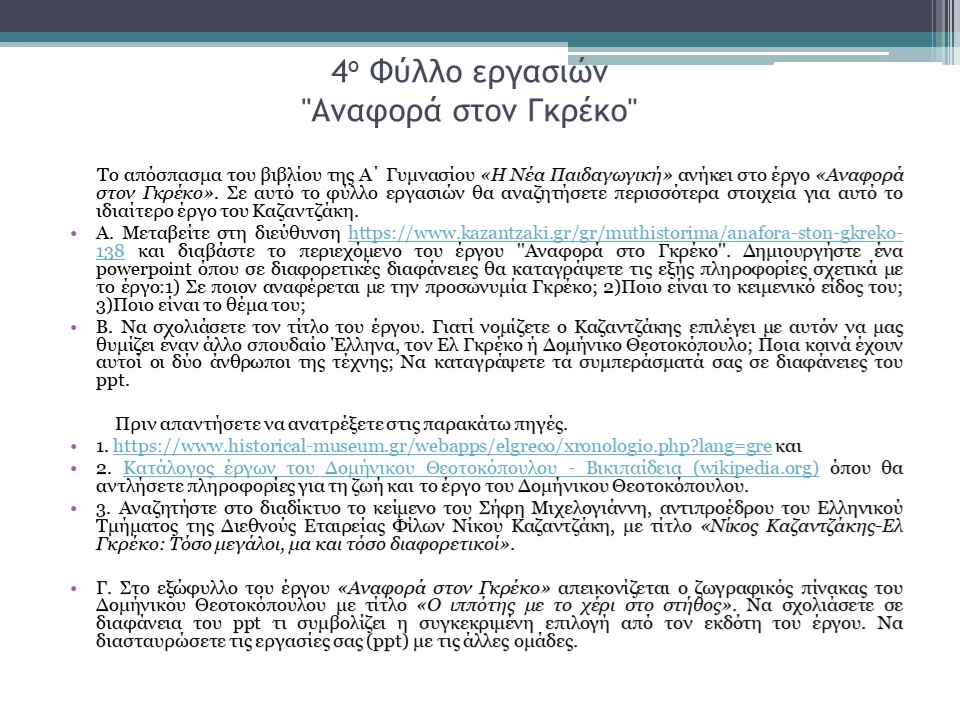 4ο Φύλλο εργασιών
"Αναφορά στον Γκρέκο"
Το απόσπασμα του βιβλίου της Α΄ Γυμνασίου «Η Νέα Παιδαγωγική» ανήκει στο έργο «Αναφορά
στον Γκρέκο». Σε αυτό το φύλλο εργασιών θα αναζητήσετε περισσότερα στοιχεία για αυτό το
ιδιαίτερο έργο του Καζαντζάκη.
• Α. Μεταβείτε στη διεύθυνση https://www.kazantzaki.gr/gr/muthistorima/anafora-ston-gkreko-
138 και διαβάστε το περιεχόμενο του έργου "Αναφορά στο Γκρέκο". Δημιουργήστε ένα
powerpoint όπου σε διαφορετικές διαφάνειες θα καταγράψετε τις εξής πληροφορίες σχετικά με
το έργο:1) Σε ποιον αναφέρεται με την προσωνυμία Γκρέκο; 2)Ποιο είναι το κειμενικό είδος του;
3)Ποιο είναι το θέμα του;
• Β. Να σχολιάσετε τον τίτλο του έργου. Γιατί νομίζετε ο Καζαντζάκης επιλέγει με αυτόν να μας
θυμίζει έναν άλλο σπουδαίο Έλληνα, τον Ελ Γκρέκο ή Δομήνικο Θεοτοκόπουλο; Ποια κοινά έχουν
αυτοί οι δύο άνθρωποι της τέχνης; Να καταγράψετε τα συμπεράσματά σας σε διαφάνειες του
ppt.
Πριν απαντήσετε να ανατρέξετε στις παρακάτω πηγές.
• 1. https://www.historical-museum.gr/webapps/elgreco/xronologio.php?lang=gre και
• 2. Κατάλογος έργων του Δομήνικου Θεοτοκόπουλου - Βικιπαίδεια (wikipedia.org) όπου θα
αντλήσετε πληροφορίες για τη ζωή και το έργο του Δομήνικου Θεοτοκόπουλου.
• 3. Αναζητήστε στο διαδίκτυο το κείμενο του Σήφη Μιχελογιάννη, αντιπροέδρου του Ελληνικού
Τμήματος της Διεθνούς Εταιρείας Φίλων Νίκου Καζαντζάκη, με τίτλο «Νίκος Καζαντζάκης-Ελ
Γκρέκο: Τόσο μεγάλοι, μα και τόσο διαφορετικοί».
• Γ. Στο εξώφυλλο του έργου «Αναφορά στον Γκρέκο» απεικονίζεται ο ζωγραφικός πίνακας του
Δομήνικου Θεοτοκόπουλου με τίτλο «Ο ιππότης με το χέρι στο στήθος». Να σχολιάσετε σε
διαφάνεια του ppt τι συμβολίζει η συγκεκριμένη επιλογή από τον εκδότη του έργου. Να
διασταυρώσετε τις εργασίες σας (ppt) με τις άλλες ομάδες.